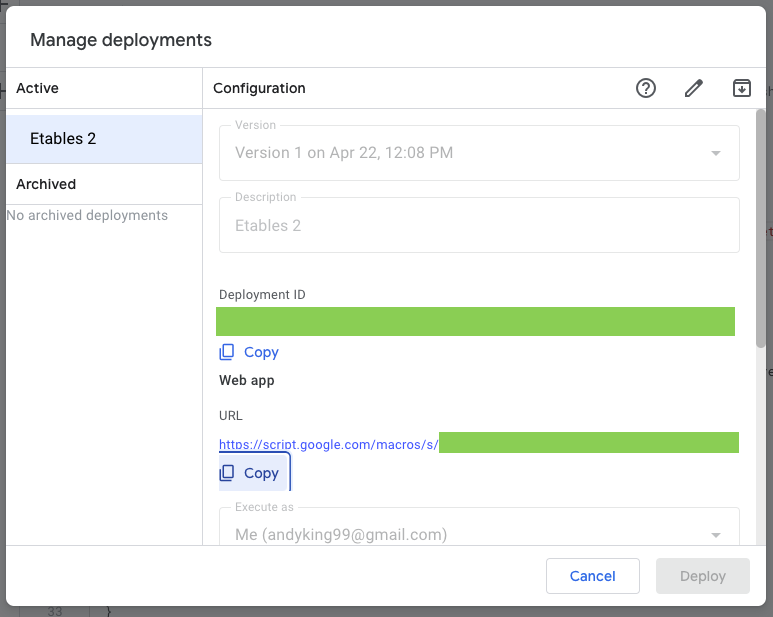 Manage deployments
Active
Configuration
Etables 2
Archived
No archived deployments
Version
Version 1 on Apr 22, 12:08 PM
Description
Etables 2
Deployment ID
Copy
Web app
URL
https://script.google.com/macros/s/
Copy
Execute as
Me (andyking99@gmail.com)
Cancel
Deploy
33 }